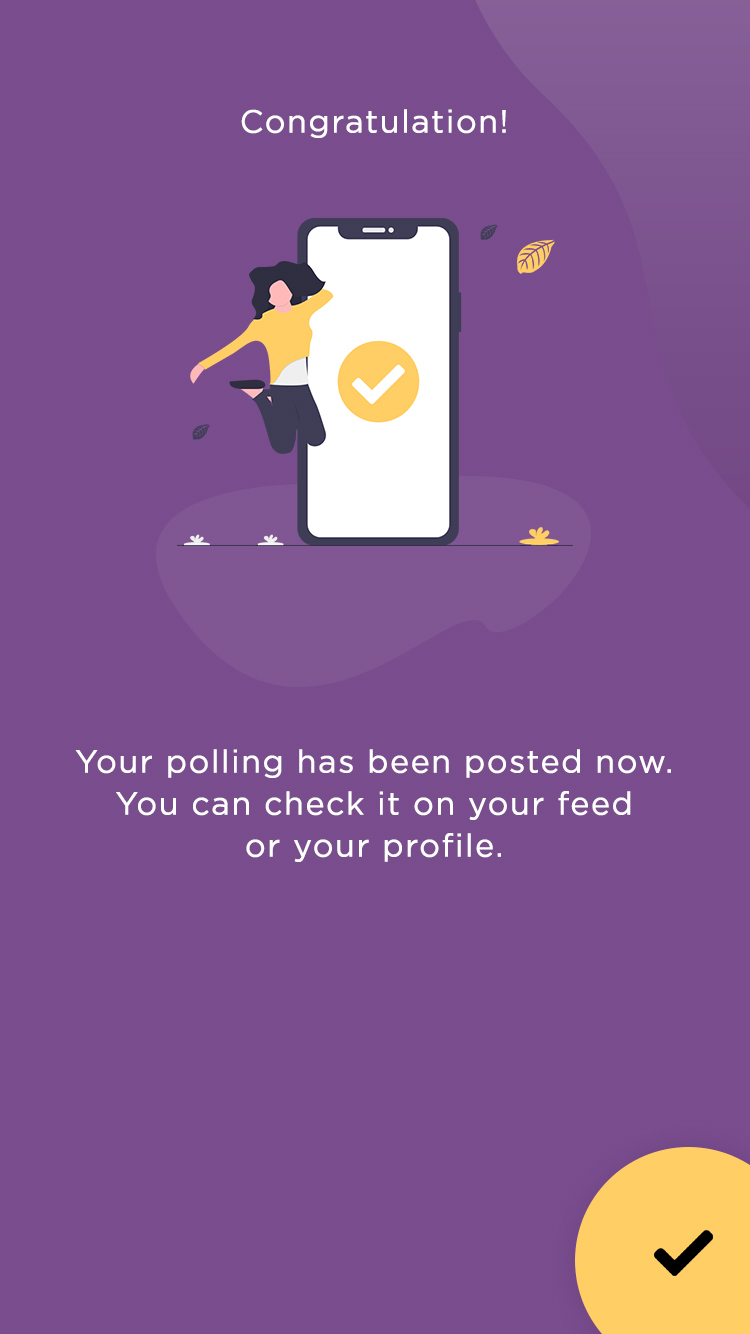 Congratulation!
Your polling has been posted now.
You can check it on your feed
or your profile.